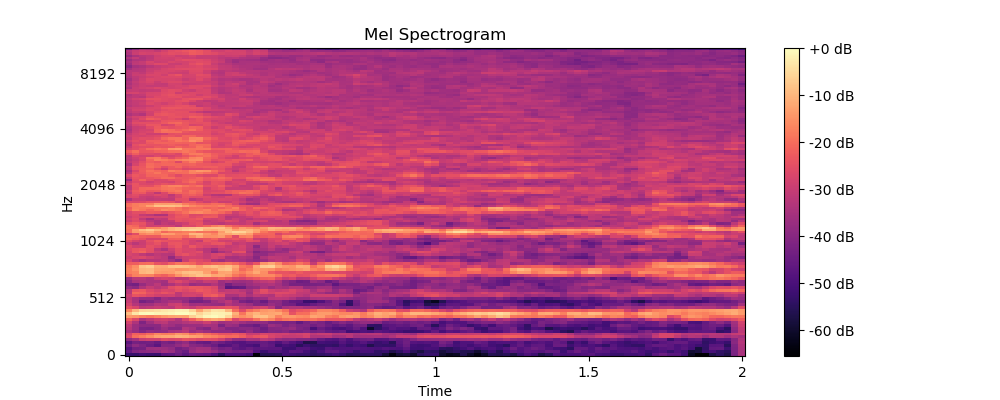 Mel Spectrogram
Hz
8192
4096
2048
1024
512
0
0 0.5 1 1.5 2
Time
+0 dB
-10 dB
-20 dB
-30 dB
-40 dB
-50 dB
-60 dB